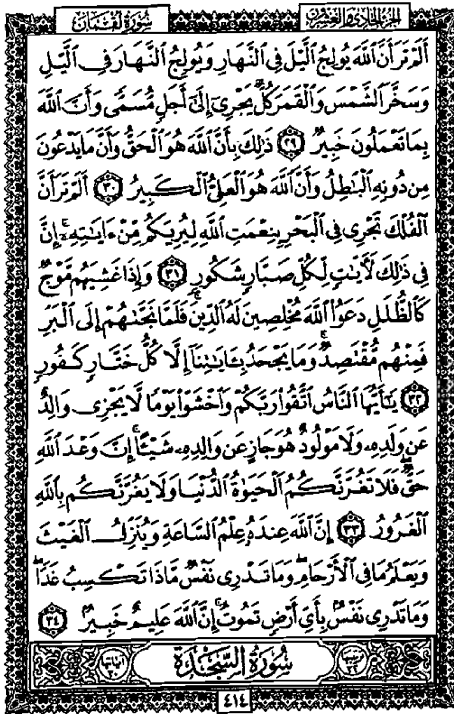 الجزء الحادي والعشرون
سورة لقمان
أَلَمْ تَرَ أَنَّ ٱللَّهَ يُولِجُ ٱلَّيْلَ فِي ٱلنَّهَارِ وَيُولِجُ ٱلنَّهَارَ فِي ٱلَّيْلِ
وَسَخَّرَ ٱلشَّمْسَ وَٱلْقَمَرَ كُلٌّ يَجْرِيٓ إِلَىٰٓ أَجَلٍ مُّسَمًّى وَأَنَّ ٱللَّهَ
بِمَا تَعْمَلُونَ خَبِيرٌ ٢٩ ذَٰلِكَ بِأَنَّ ٱللَّهَ هُوَ ٱلْحَقُّ وَأَنَّ مَا يَدْعُونَ
مِن دُونِهِ ٱلْبَٰطِلُ وَأَنَّ ٱللَّهَ هُوَ ٱلْعَلِيُّ ٱلْكَبِيرُ ٣٠ أَلَمْ تَرَ أَنَّ
ٱلْفُلْكَ تَجْرِي فِي ٱلْبَحْرِ بِنِعْمَتِ ٱللَّهِ لِيُرِيَكُم مِّنْ ءَايَٰتِهِۦٓۚ إِنَّ
فِي ذَٰلِكَ لَءَايَٰتٍ لِّكُلِّ صَبَّارٍ شَكُورٍ ٣١ وَإِذَا غَشِيَهُم مَّوْجٌ
كَٱلظُّلَلِ دَعَوُا۟ ٱللَّهَ مُخْلِصِينَ لَهُ ٱلدِّينَ فَلَمَّا نَجَّىٰهُمْ إِلَى ٱلْبَرِّ
فَمِنْهُم مُّقْتَصِدٌۚ وَمَا يَجْحَدُ بِـَٔايَٰتِنَآ إِلَّا كُلُّ خَتَّارٍ كَفُورٍ
٣٢ يَٰٓأَيُّهَا ٱلنَّاسُ ٱتَّقُوا۟ رَبَّكُمْ وَٱخْشَوْا۟ يَوْمًا لَّا يَجْزِي وَالِدٌ
عَن وَلَدِهِۦ وَلَا مَوْلُودٌ هُوَ جَازٍ عَن وَالِدِهِۦ شَيْـًٔاۚ إِنَّ وَعْدَ ٱللَّهِ
حَقٌّۖ فَلَا تَغُرَّنَّكُمُ ٱلْحَيَوٰةُ ٱلدُّنْيَا وَلَا يَغُرَّنَّكُم بِٱللَّهِ
ٱلْغَرُورُ ٣٣ إِنَّ ٱللَّهَ عِندَهُۥ عِلْمُ ٱلسَّاعَةِ وَيُنَزِّلُ ٱلْغَيْثَ
وَيَعْلَمُ مَا فِي ٱلْأَرْحَامِۖ وَمَا تَدْرِي نَفْسٌ مَّاذَا تَكْسِبُ غَدًاۖ
وَمَا تَدْرِي نَفْسٌۢ بِأَيِّ أَرْضٍ تَمُوتُۚ إِنَّ ٱللَّهَ عَلِيمٌ خَبِيرٌۢ ٣٤
سورة السجدة
٤١٤